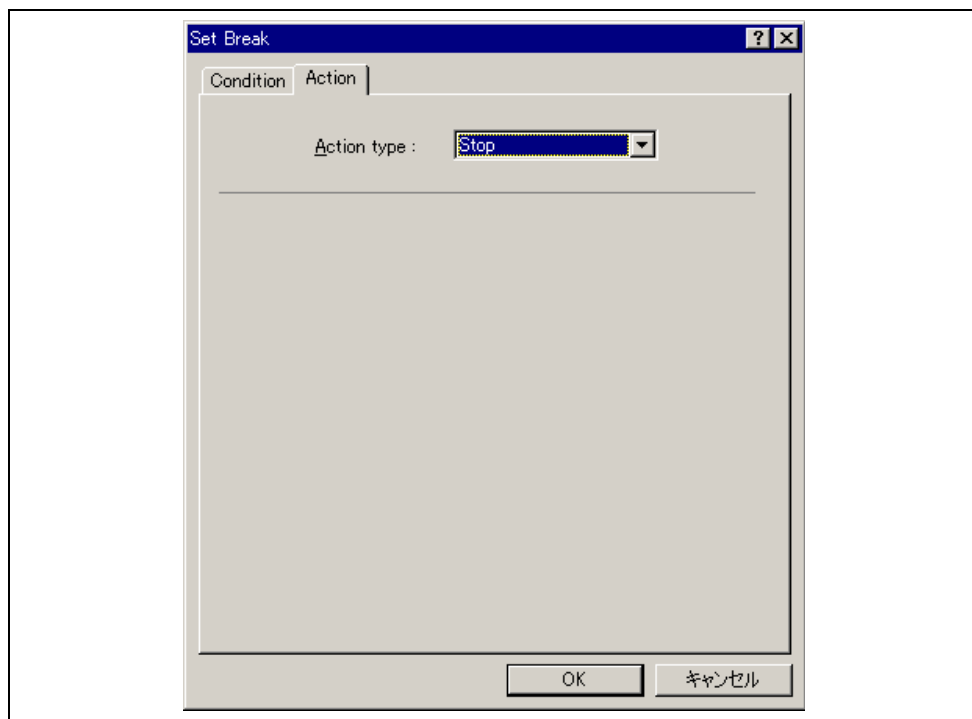 Set Break
Condition Action
Action type : Stop
OK キャンセル